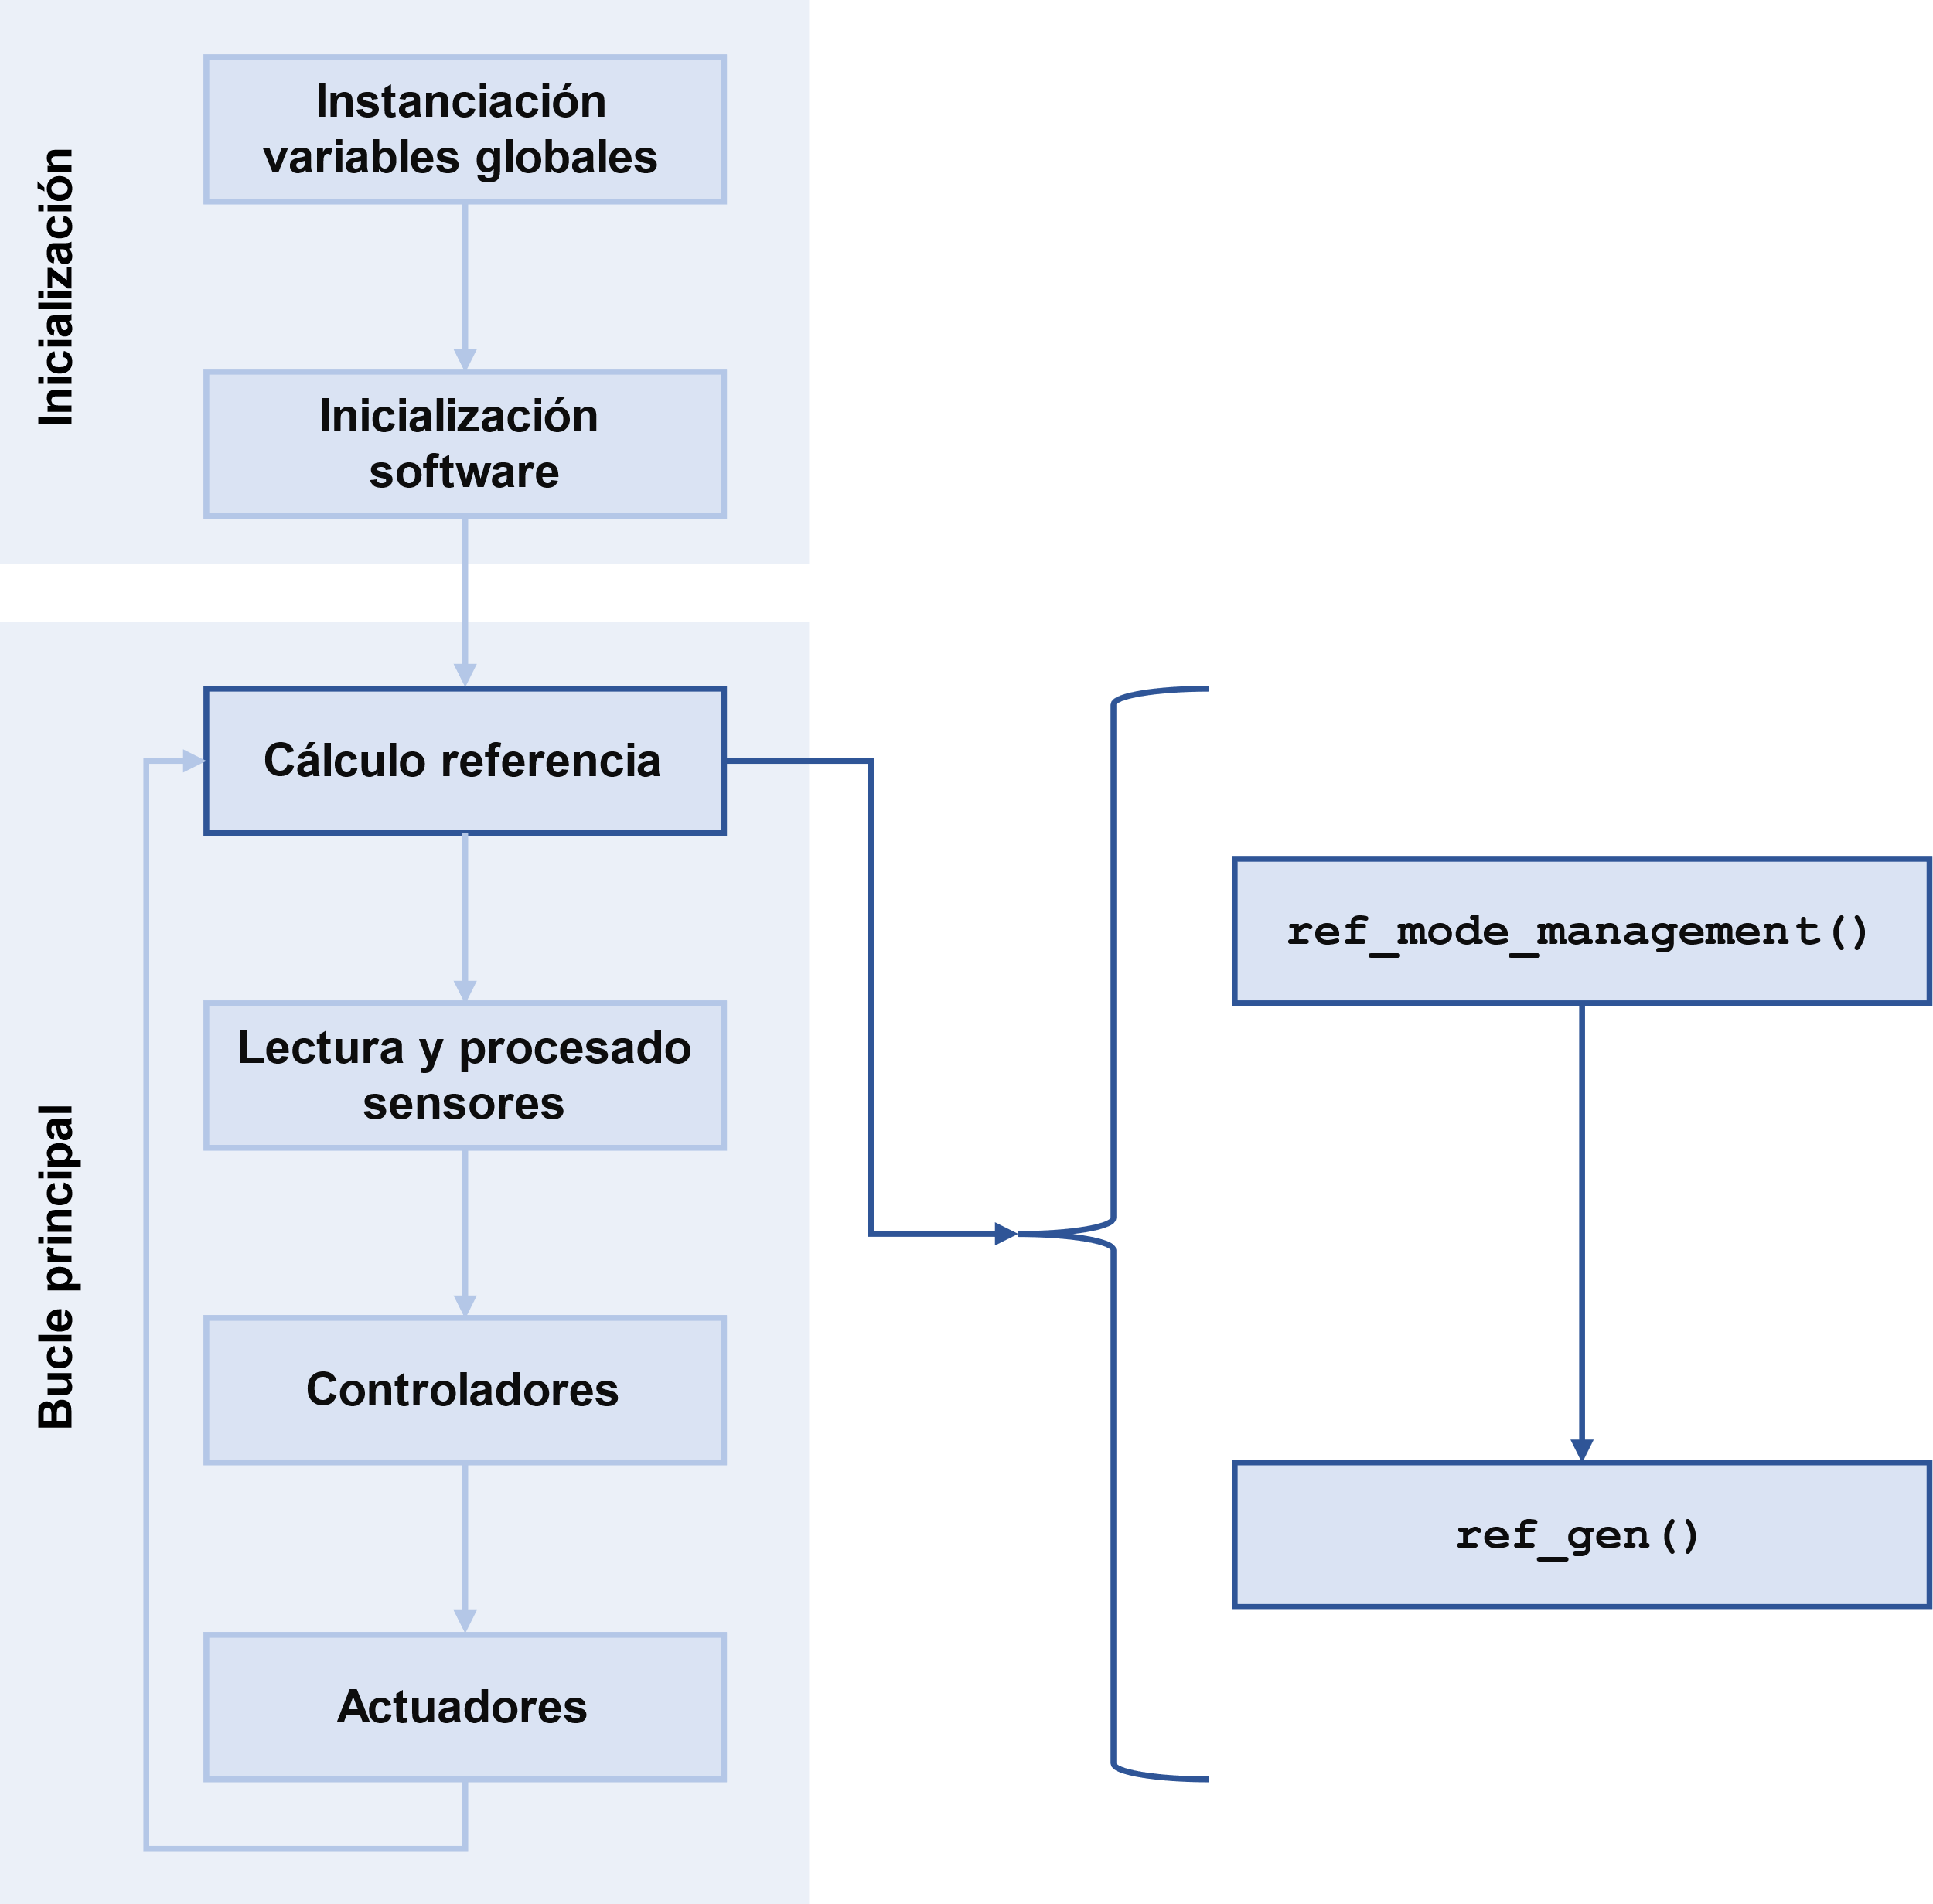 Inicialización
Instanciación
variables globales
Inicialización
software
Bucle principal
Cálculo referencia
Lectura y procesado
sensores
Controladores
Actuadores
ref_mode_management()
ref_gen()